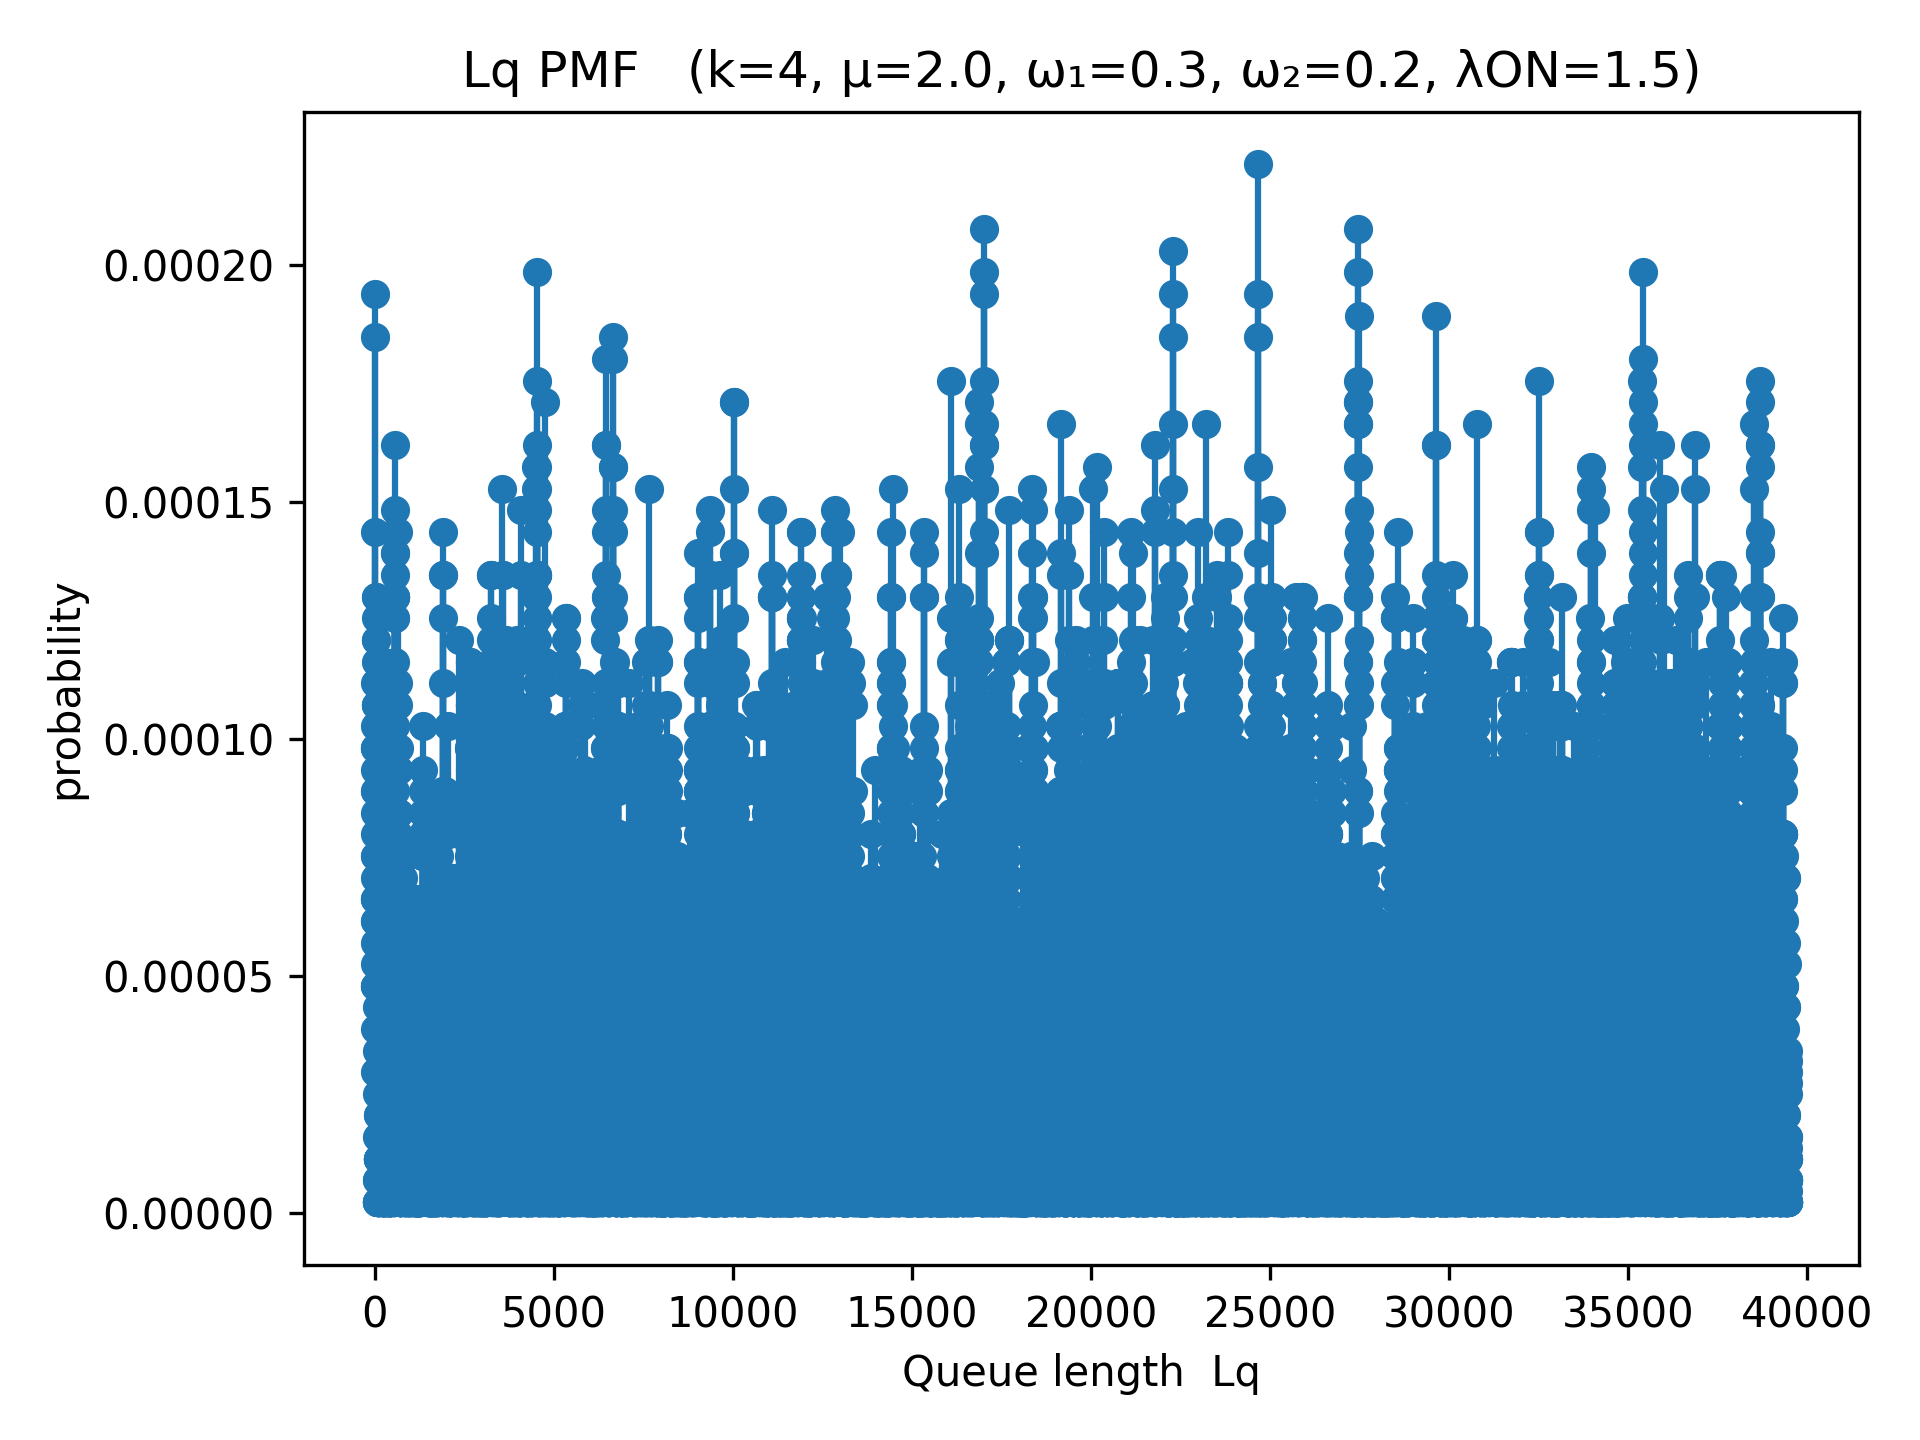 Lq PMF   (k=4, μ=2.0, ω₁=0.3, ω₂=0.2, λON=1.5)
probability
0.00020
0.00015
0.00010
0.00005
0.00000
0 5000 10000 15000 20000 25000 30000 35000 40000
Queue length  Lq